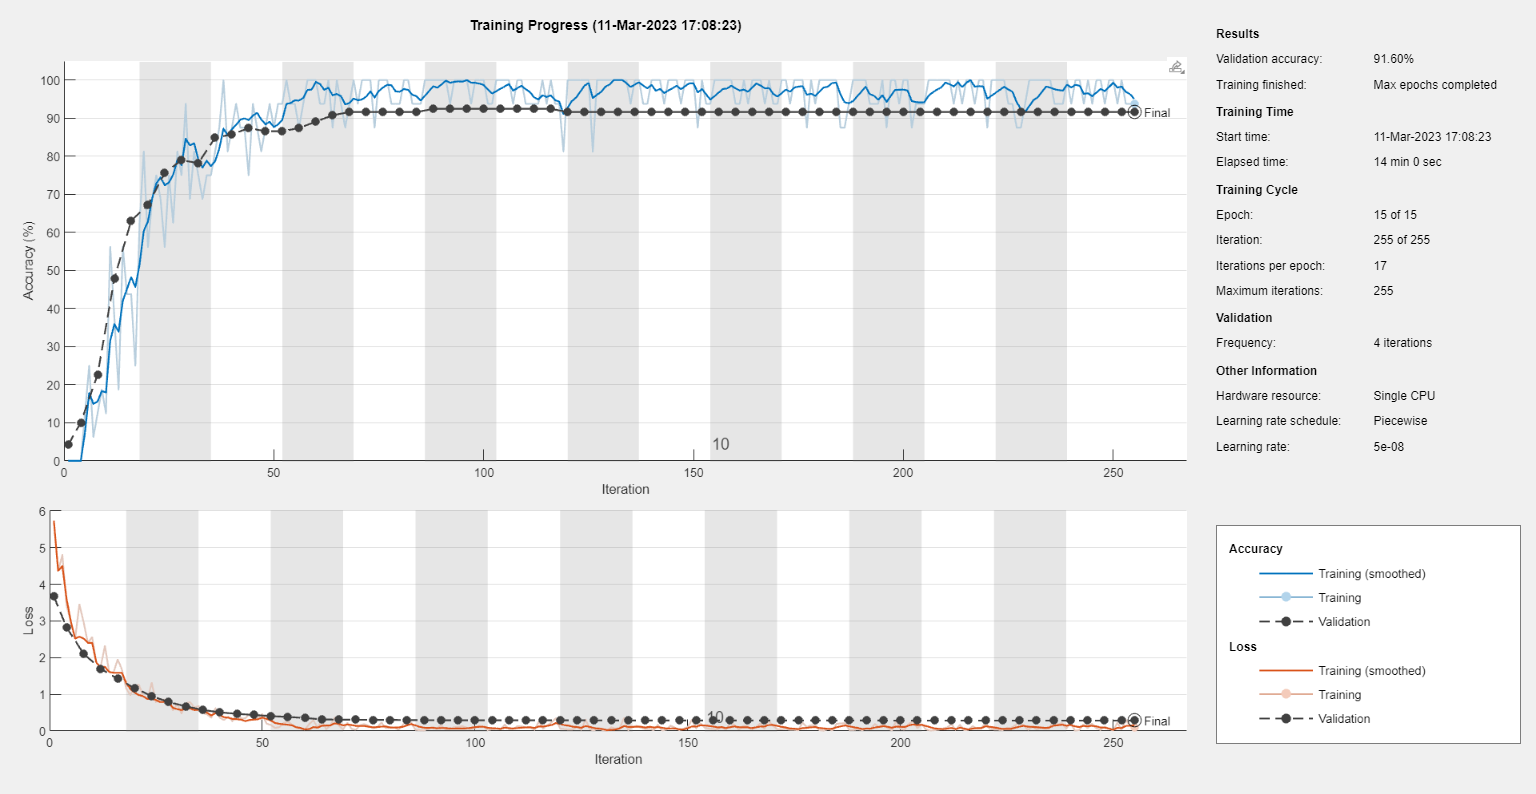 Training Progress (11-Mar-2023 17:08:23)
Accuracy (%)
100
90
80
70
60
50
40
30
20
10
0
Final
10
0
50
100
150
200
250
Iteration
Loss
6
5
4
3
2
1
0
Final
10
0
50
100
150
200
250
Iteration
Results
Validation accuracy: 91.60%
Training finished: Max epochs completed
Training Time
Start time: 11-Mar-2023 17:08:23
Elapsed time: 14 min 0 sec
Training Cycle
Epoch: 15 of 15
Iteration: 255 of 255
Iterations per epoch: 17
Maximum iterations: 255
Validation
Frequency: 4 iterations
Other Information
Hardware resource: Single CPU
Learning rate schedule: Piecewise
Learning rate: 5e-08
Accuracy
Training (smoothed)
Training
Validation
Loss
Training (smoothed)
Training
Validation